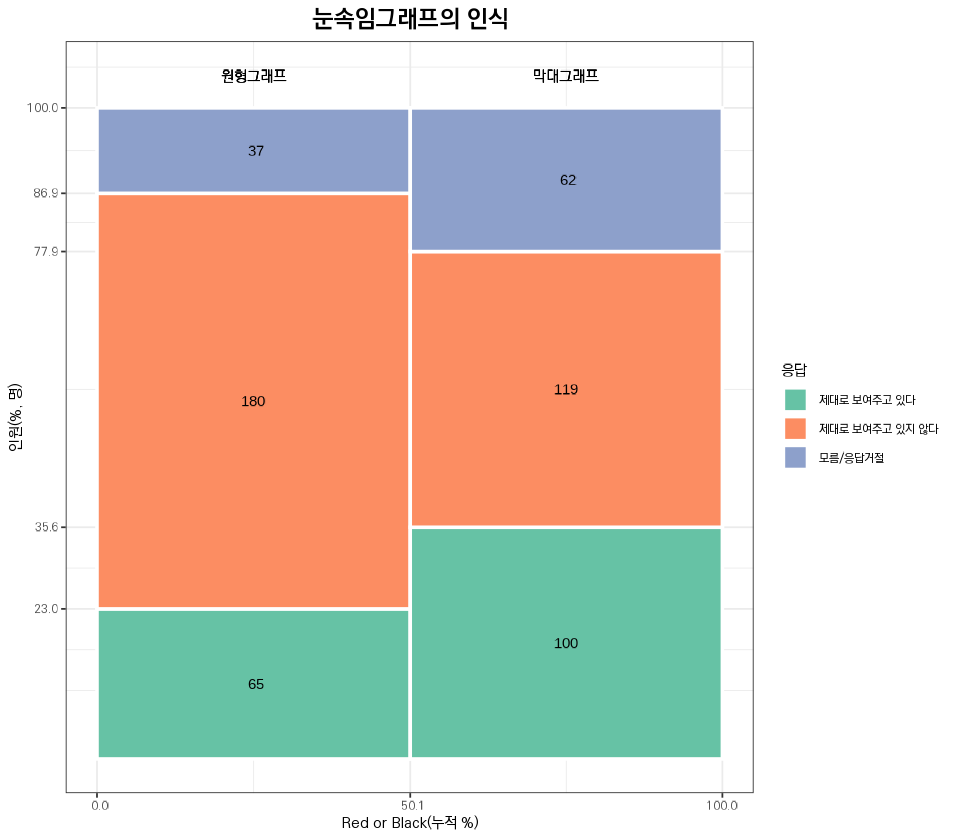 눈속임그래프의 인식
원형그래프
막대그래프
100.0
86.9
77.9
35.6
23.0
37
62
180
119
65
100
인원(%, 명)
0.0
50.1
100.0
Red or Black(누적 %)
응답
제대로 보여주고 있다
제대로 보여주고 있지 않다
모름/응답거절